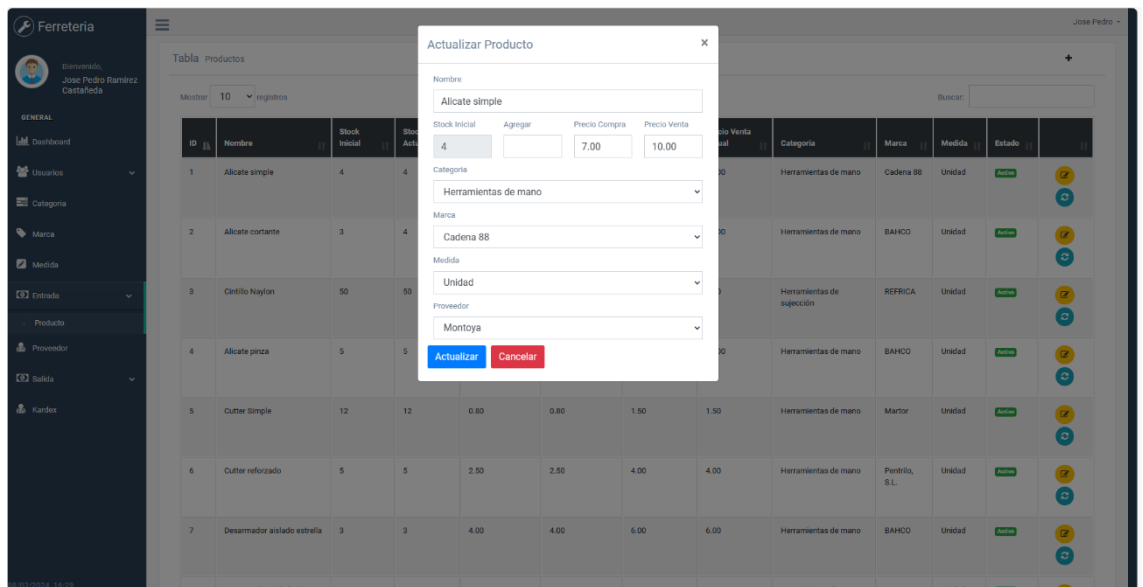 Ferreteria
Jose Pedro
Bienvenido,
Jose Pedro Ramirez
Castañeda
GENERAL
Dashboard
Usuarios
Categoria
Marca
Medida
Entrada
Producto
Proveedor
Salida
Kardex
Tabla Productos
Mostrar 10 registros
Buscar:
ID Nombre Stock Inicial Categoria Marca Medida Estado
1 Alicate simple 4 4 Herramientas de mano Cadena 88 Unidad Activo
2 Alicate cortante 3 4 Herramientas de mano BAHCO Unidad Activo
3 Cintillo Naylon 50 50 Herramientas de sujección REFRICA Unidad Activo
4 Alicate pinza 5 5 Herramientas de mano BAHCO Unidad Activo
5 Cutter Simple 12 12 0.80 0.80 1.50 1.50 Herramientas de mano Martor Unidad Activo
6 Cutter reforzado 5 5 2.50 2.50 4.00 4.00 Herramientas de mano Pentrilo, S.L. Unidad Activo
7 Desarmador aislado estrella 3 3 4.00 4.00 6.00 6.00 Herramientas de mano BAHCO Unidad Activo
Actualizar Producto ×
Nombre
Alicate simple
Stock Inicial Agregar Precio Compra Precio Venta
4 7.00 10.00
Categoria
Herramientas de mano
Marca
Cadena 88
Medida
Unidad
Proveedor
Montoya
Actualizar Cancelar